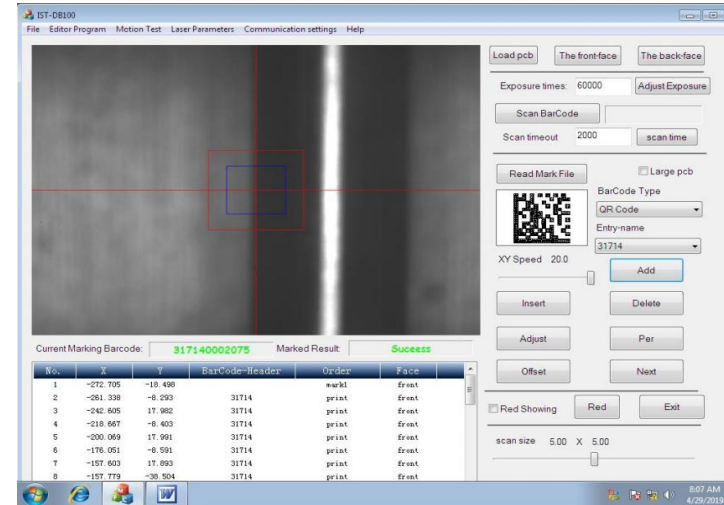 IST-DB100
File Editor Program Motion Test Laser Parameters Communication settings Help
Load pcb The front-face The back-face
Exposure times: 60000 Adjust Exposure
Scan BarCode
Scan timeout 2000 scan time
Read Mark File Large pcb
BarCode Type
QR Code
Entry-name
31714
XY Speed 20.0
Add
Insert Delete
Adjust Per
Offset Next
Red Showing Red Exit
scan size 5.00 X 5.00
Current Marking Barcode: 317140002075 Marked Result: Suceess
No. X Y BarCode-Header Order Face
1 -272.705 -18.498 mark1 front
2 -261.338 -8.293 31714 print front
3 -242.605 17.982 31714 print front
4 -218.667 -8.403 31714 print front
5 -200.069 17.991 31714 print front
6 -176.051 -8.591 31714 print front
7 -157.603 17.893 31714 print front
8 -157.779 -38.504 31714 print front
8:07 AM
4/29/2019